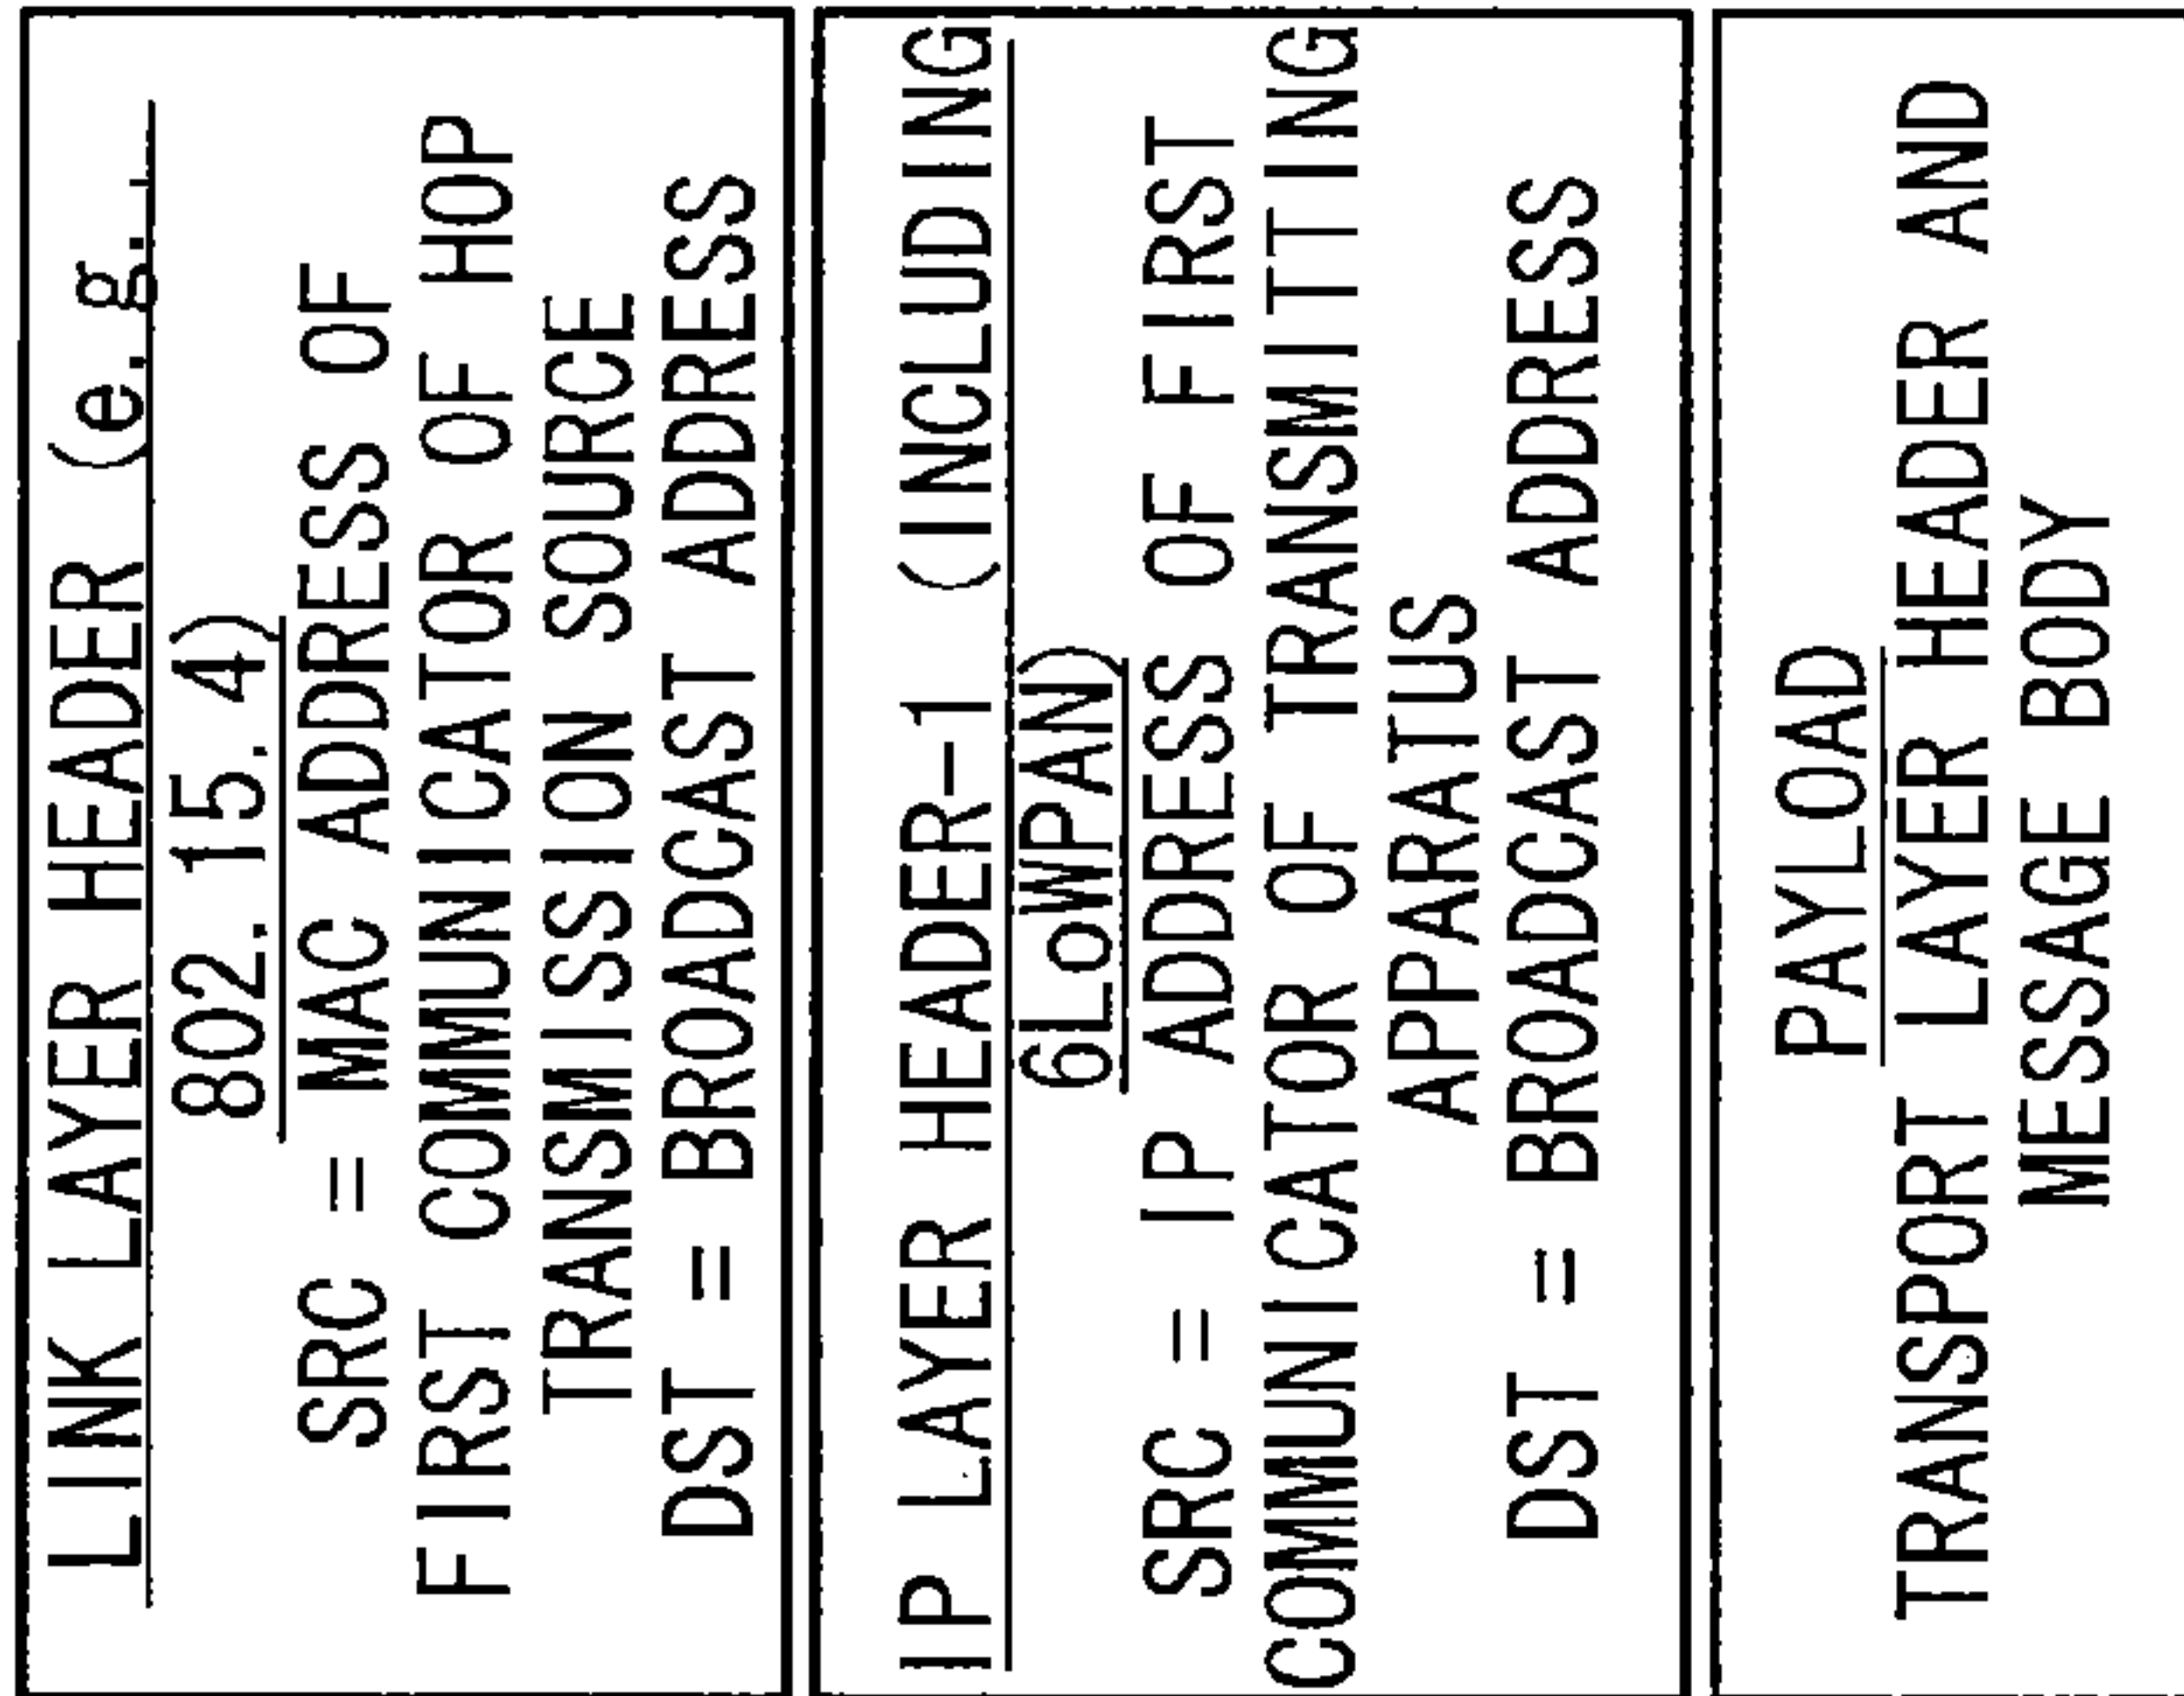 LINK LAYER HEADER (e.g.,
802.15.4)
SRC = MAC ADDRESS OF
FIRST COMMUNICATOR OF HOP
TRANSMISSION SOURCE
DST = BROADCAST ADDRESS
IP LAYER HEADER-1 (INCLUDING
6LoWPAN)
SRC = IP ADDRESS OF FIRST
COMMUNICATOR OF TRANSMITTING
APPARATUS
DST = BROADCAST ADDRESS
PAYLOAD
TRANSPORT LAYER HEADER AND
MESSAGE BODY